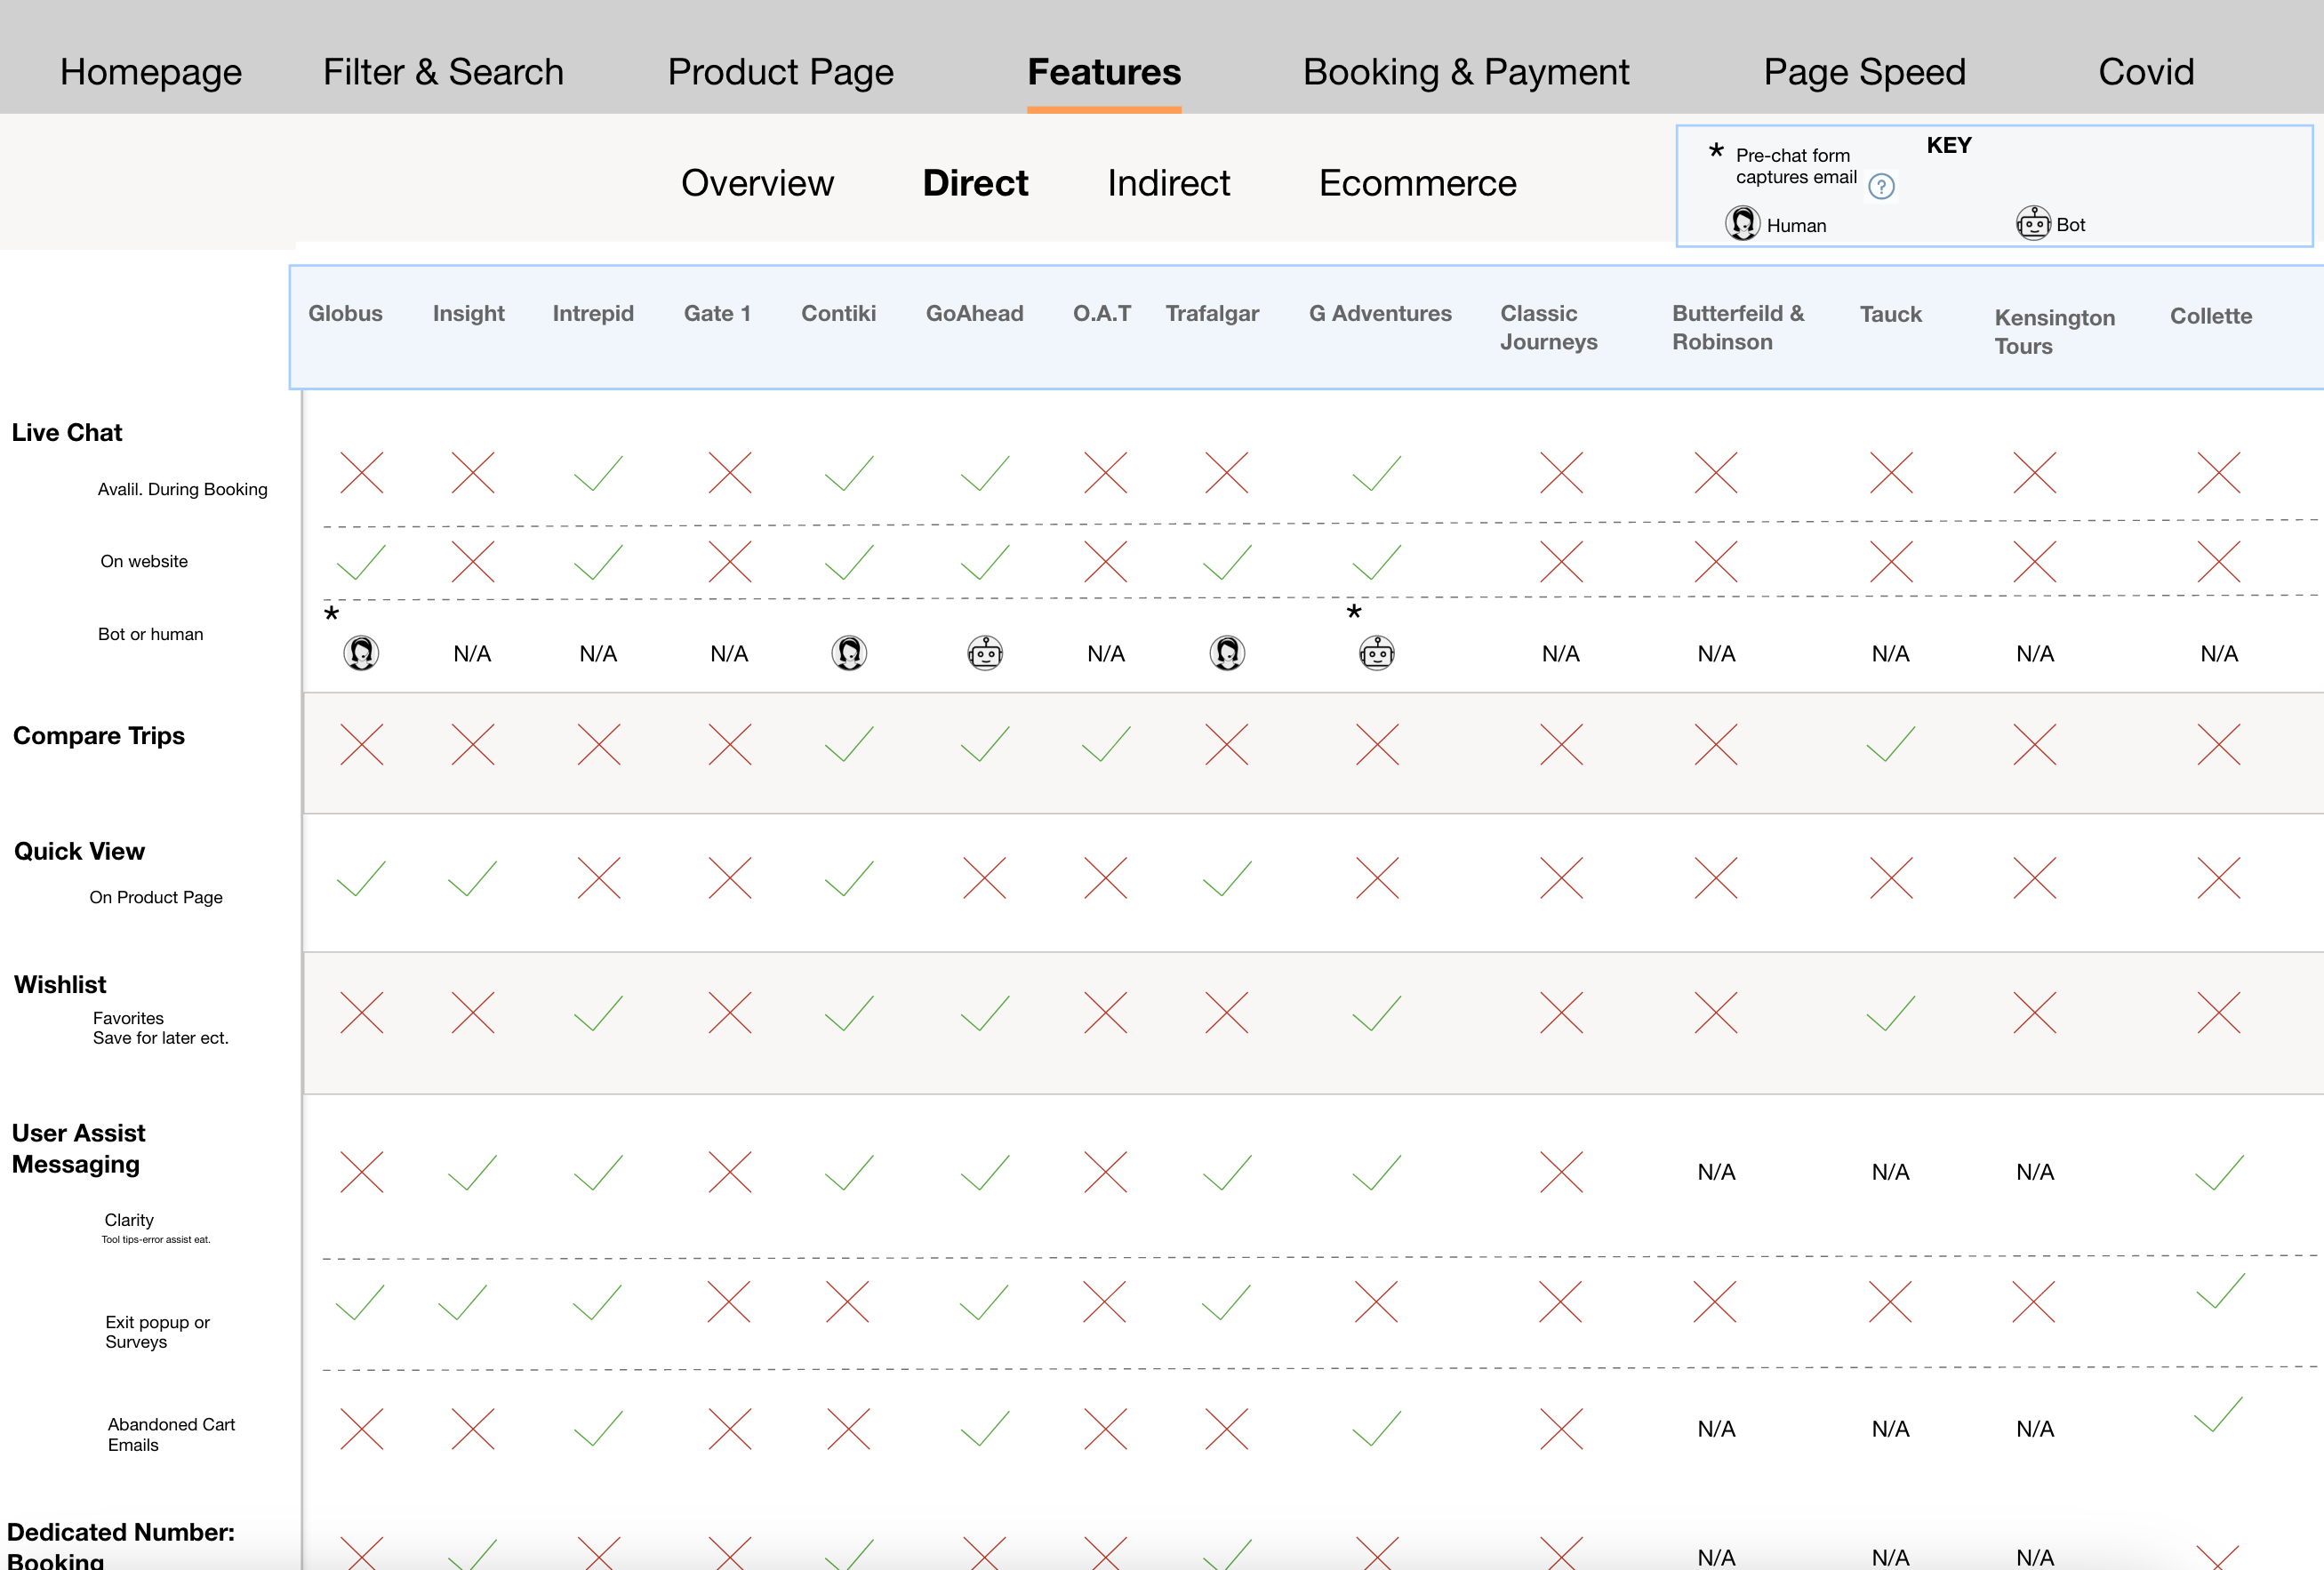 Homepage Filter & Search Product Page Features Booking & Payment Page Speed Covid
Overview Direct Indirect Ecommerce
KEY
* Pre-chat form
captures email ?
Human Bot
Globus Insight Intrepid Gate 1 Contiki GoAhead O.A.T Trafalgar G Adventures Classic Journeys Butterfeild & Robinson Tauck Kensington Tours Collette
Live Chat
Avalil. During Booking
On website
* *
Bot or human
N/A N/A N/A N/A N/A N/A N/A N/A N/A
Compare Trips
Quick View
On Product Page
Wishlist
Favorites
Save for later ect.
User Assist
Messaging
N/A N/A N/A
Clarity
Tool tips-error assist eat.
Exit popup or
Surveys
Abandoned Cart
Emails
N/A N/A N/A
Dedicated Number:
Booking
N/A N/A N/A